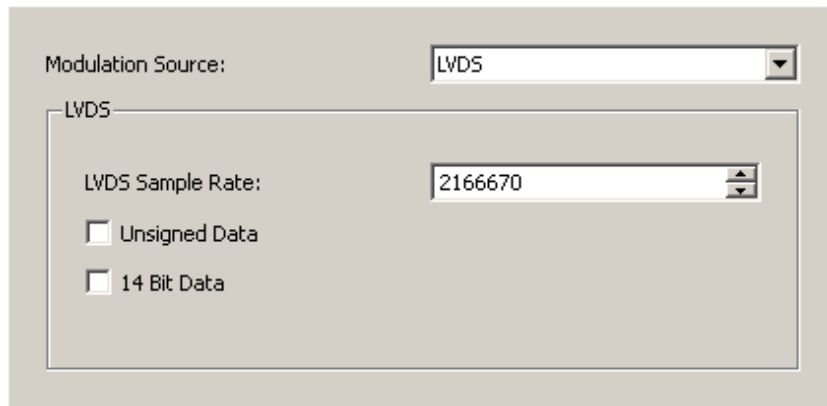 Modulation Source: LVDS
LVDS
LVDS Sample Rate: 2166670
Unsigned Data
14 Bit Data